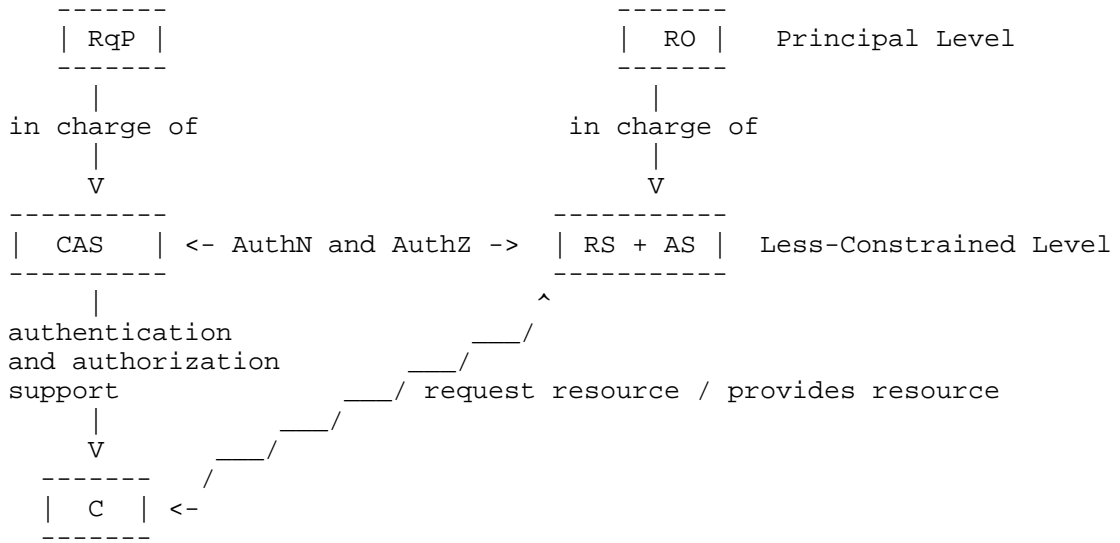 RqP RO Principal Level
in charge of in charge of
V V
CAS <- AuthN and AuthZ -> RS + AS Less-Constrained Level
authentication
and authorization
support request resource / provides resource
V
C <-